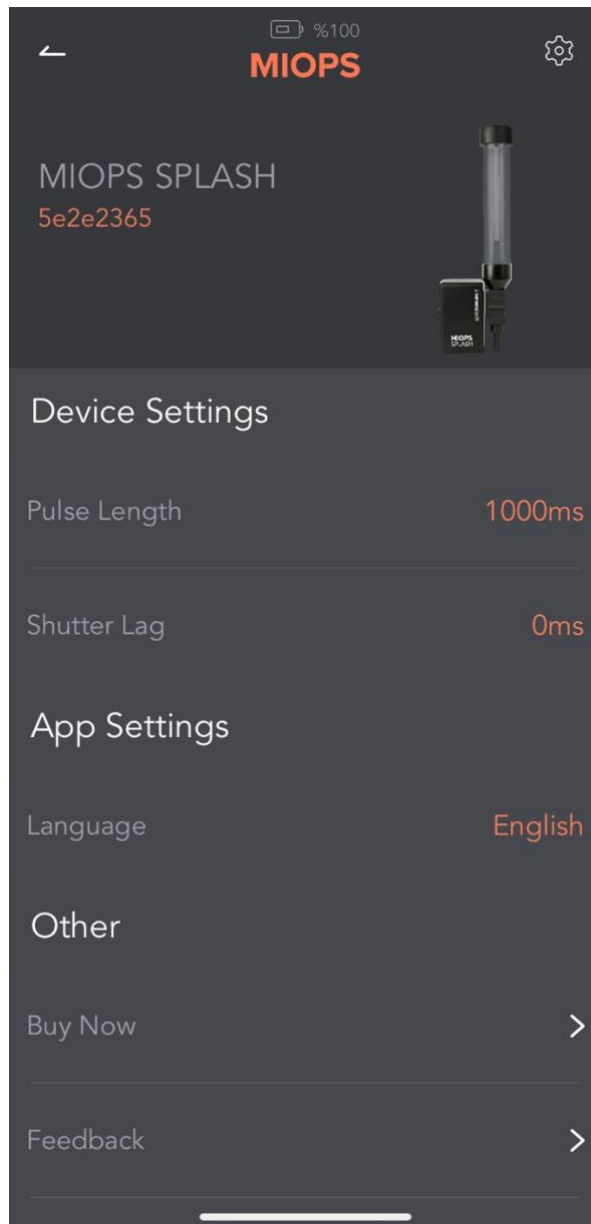 %100
MIOPS
MIOPS SPLASH
5e2e2365
MIOPS
SPLASH
Device Settings
Pulse Length 1000ms
Shutter Lag 0ms
App Settings
Language English
Other
Buy Now
Feedback